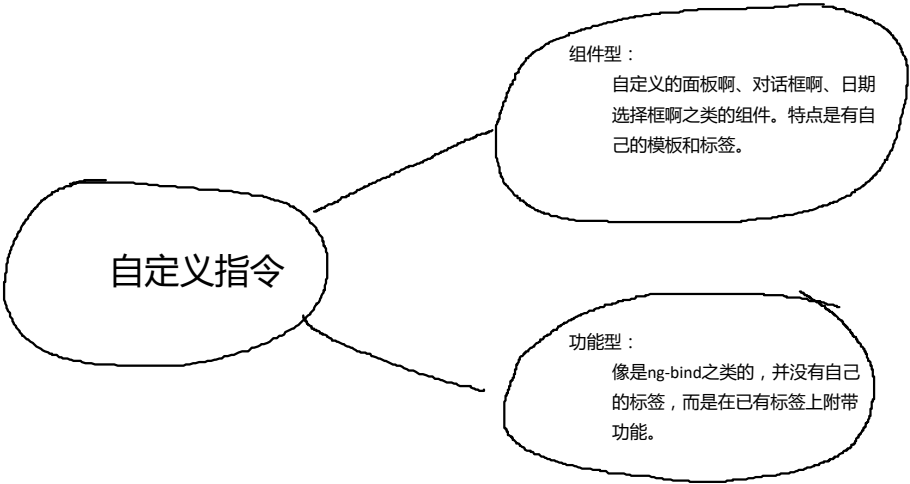 组件型：
自定义的面板啊、对话框啊、日期
选择框啊之类的组件。特点是有自
己的模板和标签。
自定义指令
功能型：
像是ng-bind之类的，并没有自己
的标签，而是在已有标签上附带
功能。